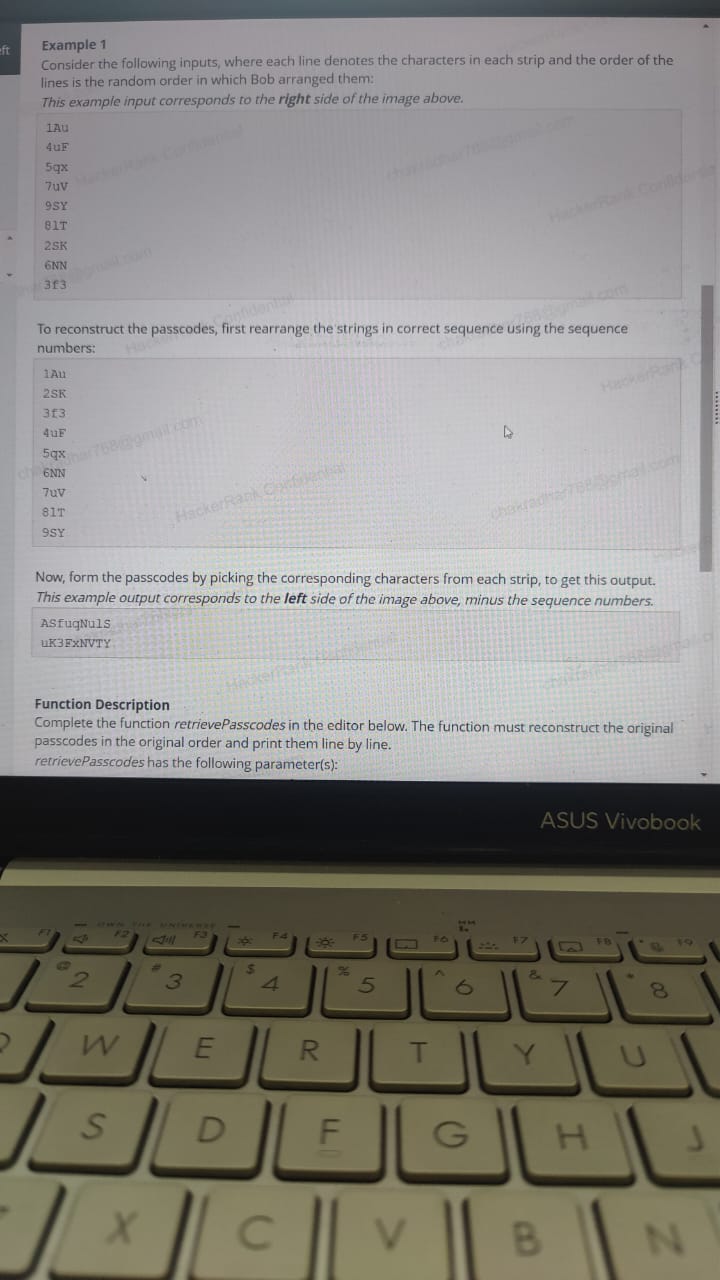 eft
Example 1
Consider the following inputs, where each line denotes the characters in each strip and the order of the
lines is the random order in which Bob arranged them:
This example input corresponds to the right side of the image above.
1Au
4uF
5qx
7uV
9SY
8lT
2SK
6NN
3f3
To reconstruct the passcodes, first rearrange the strings in correct sequence using the sequence
numbers:
1Au
2SK
3f3
4uF
5qx
6NN
7uV
8lT
9SY
Now, form the passcodes by picking the corresponding characters from each strip, to get this output.
This example output corresponds to the left side of the image above, minus the sequence numbers.
ASfuqNulS
uK3FxNVTY
HackerRank Confidential
Function Description
Complete the function retrievePasscodes in the editor below. The function must reconstruct the original
passcodes in the original order and print them line by line.
retrievePasscodes has the following parameter(s):
ASUS Vivobook
F1 F2 F3 F4 F5 F6 F7 F8 F9
@ 2 # 3 $ 4 % 5 ^ 6 & 7 * 8
W E R T Y U
S D F G H J
X C V B N